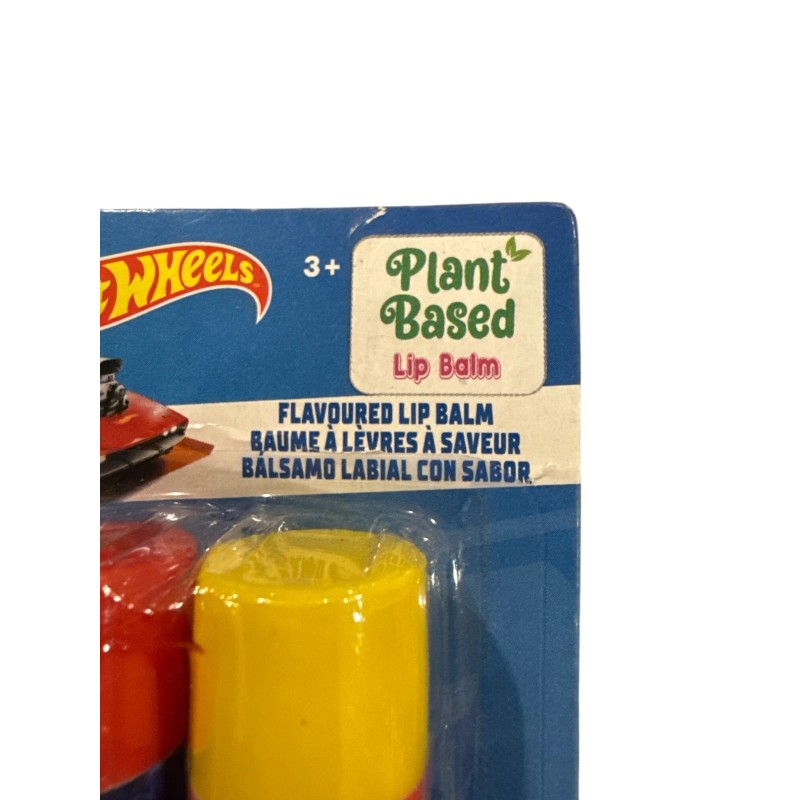 WHEELS
3+
Plant
Based
Lip Balm
FLAVOURED LIP BALM
BAUME À LÈVRES À SAVEUR
BÁLSAMO LABIAL CON SABOR